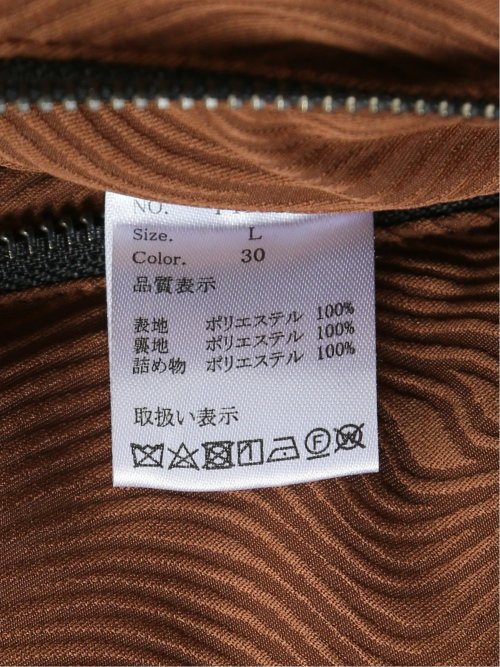 NO.
Size. L
Color. 30
品質表示
表地 ポリエステル 100%
裏地 ポリエステル 100%
詰め物 ポリエステル 100%
取扱い表示